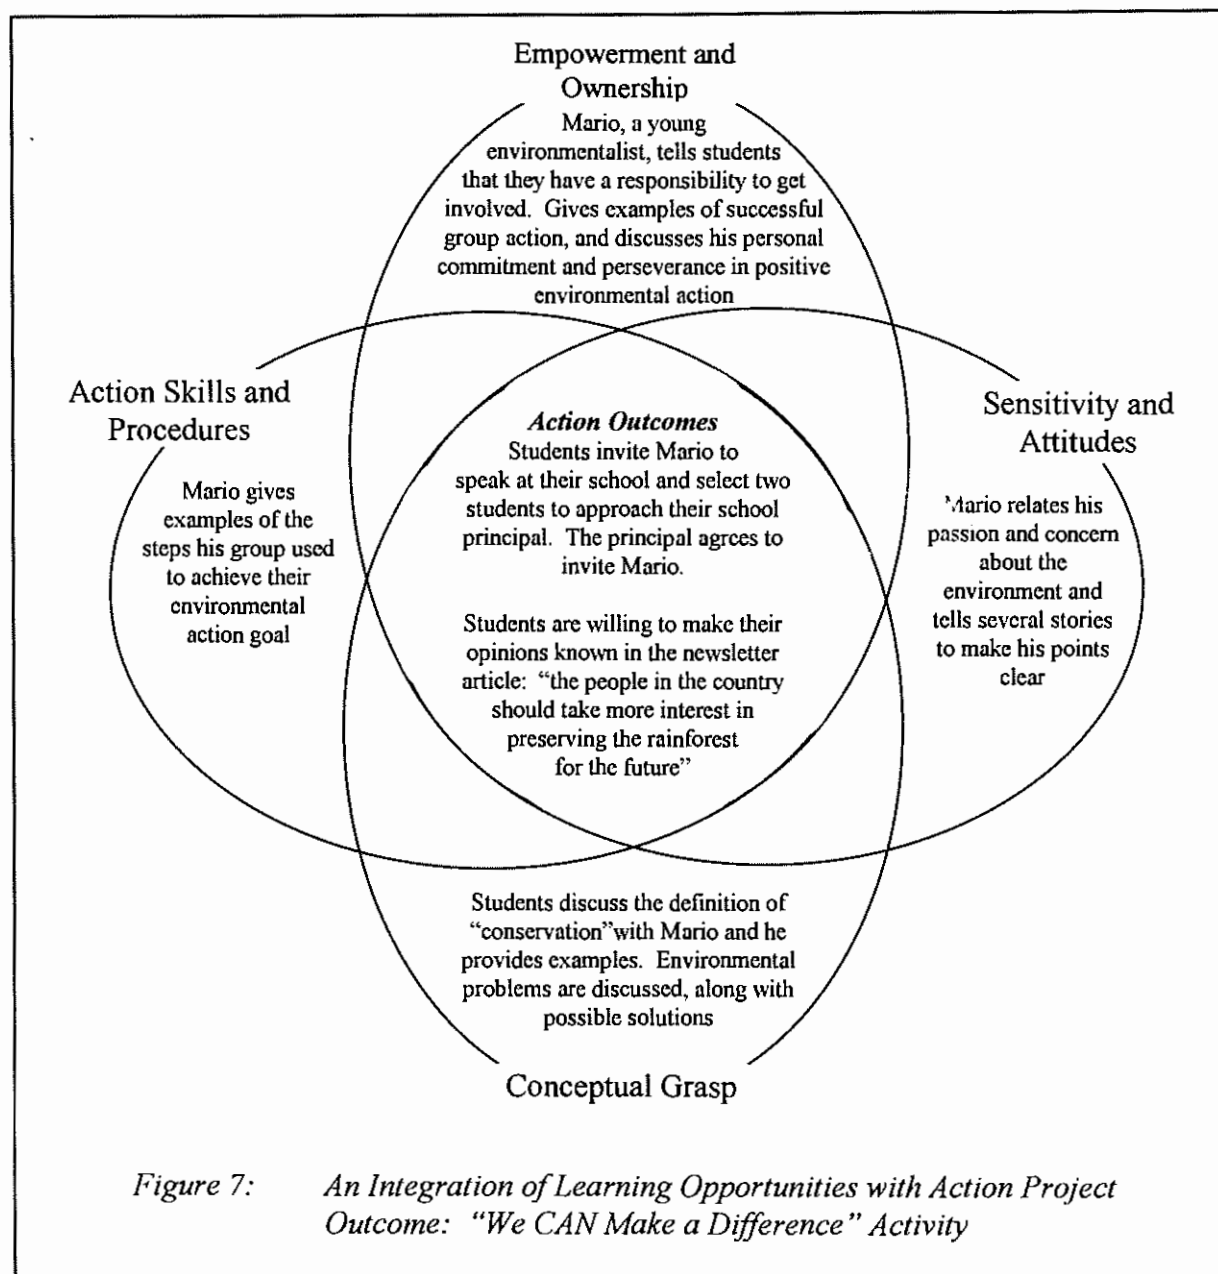 Empowerment and
Ownership
Mario, a young
environmentalist, tells students
that they have a responsibility to get
involved. Gives examples of successful
group action, and discusses his personal
commitment and perseverance in positive
environmental action
Action Skills and
Procedures
Mario gives
examples of the
steps his group used
to achieve their
environmental
action goal
Action Outcomes
Students invite Mario to
speak at their school and select two
students to approach their school
principal. The principal agrees to
invite Mario.
Students are willing to make their
opinions known in the newsletter
article: “the people in the country
should take more interest in
preserving the rainforest
for the future”
Sensitivity and
Attitudes
Mario relates his
passion and concern
about the
environment and
tells several stories
to make his points
clear
Students discuss the definition of
“conservation”with Mario and he
provides examples. Environmental
problems are discussed, along with
possible solutions
Conceptual Grasp
Figure 7: An Integration of Learning Opportunities with Action Project
Outcome: “We CAN Make a Difference” Activity